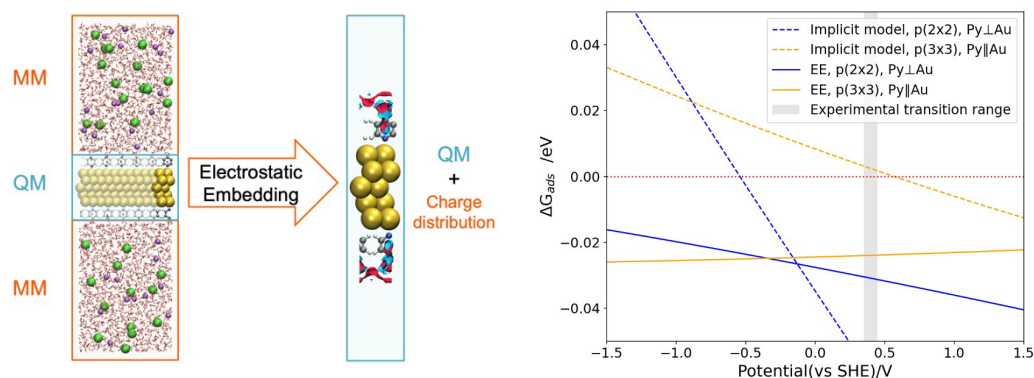 MM
QM
MM
Electrostatic
Embedding
QM
+
Charge
distribution
ΔG_ads /eV
0.04
0.02
0.00
−0.02
−0.04
Implicit model, p(2x2), Py⊥Au
Implicit model, p(3x3), Py∥Au
EE, p(2x2), Py⊥Au
EE, p(3x3), Py∥Au
Experimental transition range
−1.5 −1.0 −0.5 0.0 0.5 1.0 1.5
Potential(vs SHE)/V